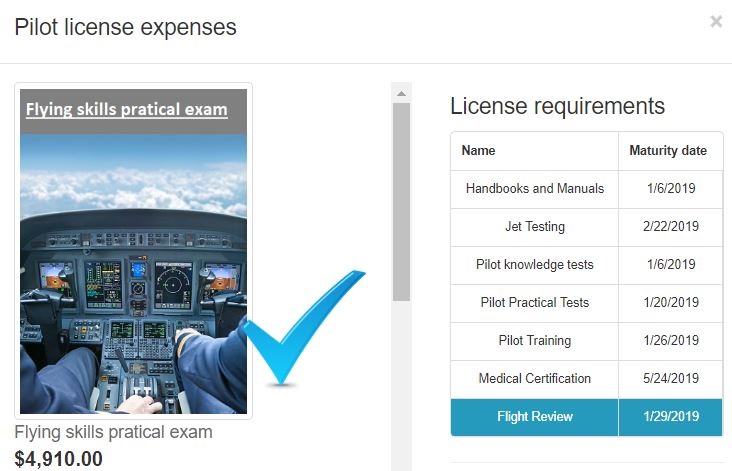 Pilot license expenses
×
Flying skills pratical exam
Flying skills pratical exam
$4,910.00
License requirements
Name Maturity date
Handbooks and Manuals 1/6/2019
Jet Testing 2/22/2019
Pilot knowledge tests 1/6/2019
Pilot Practical Tests 1/20/2019
Pilot Training 1/26/2019
Medical Certification 5/24/2019
Flight Review 1/29/2019